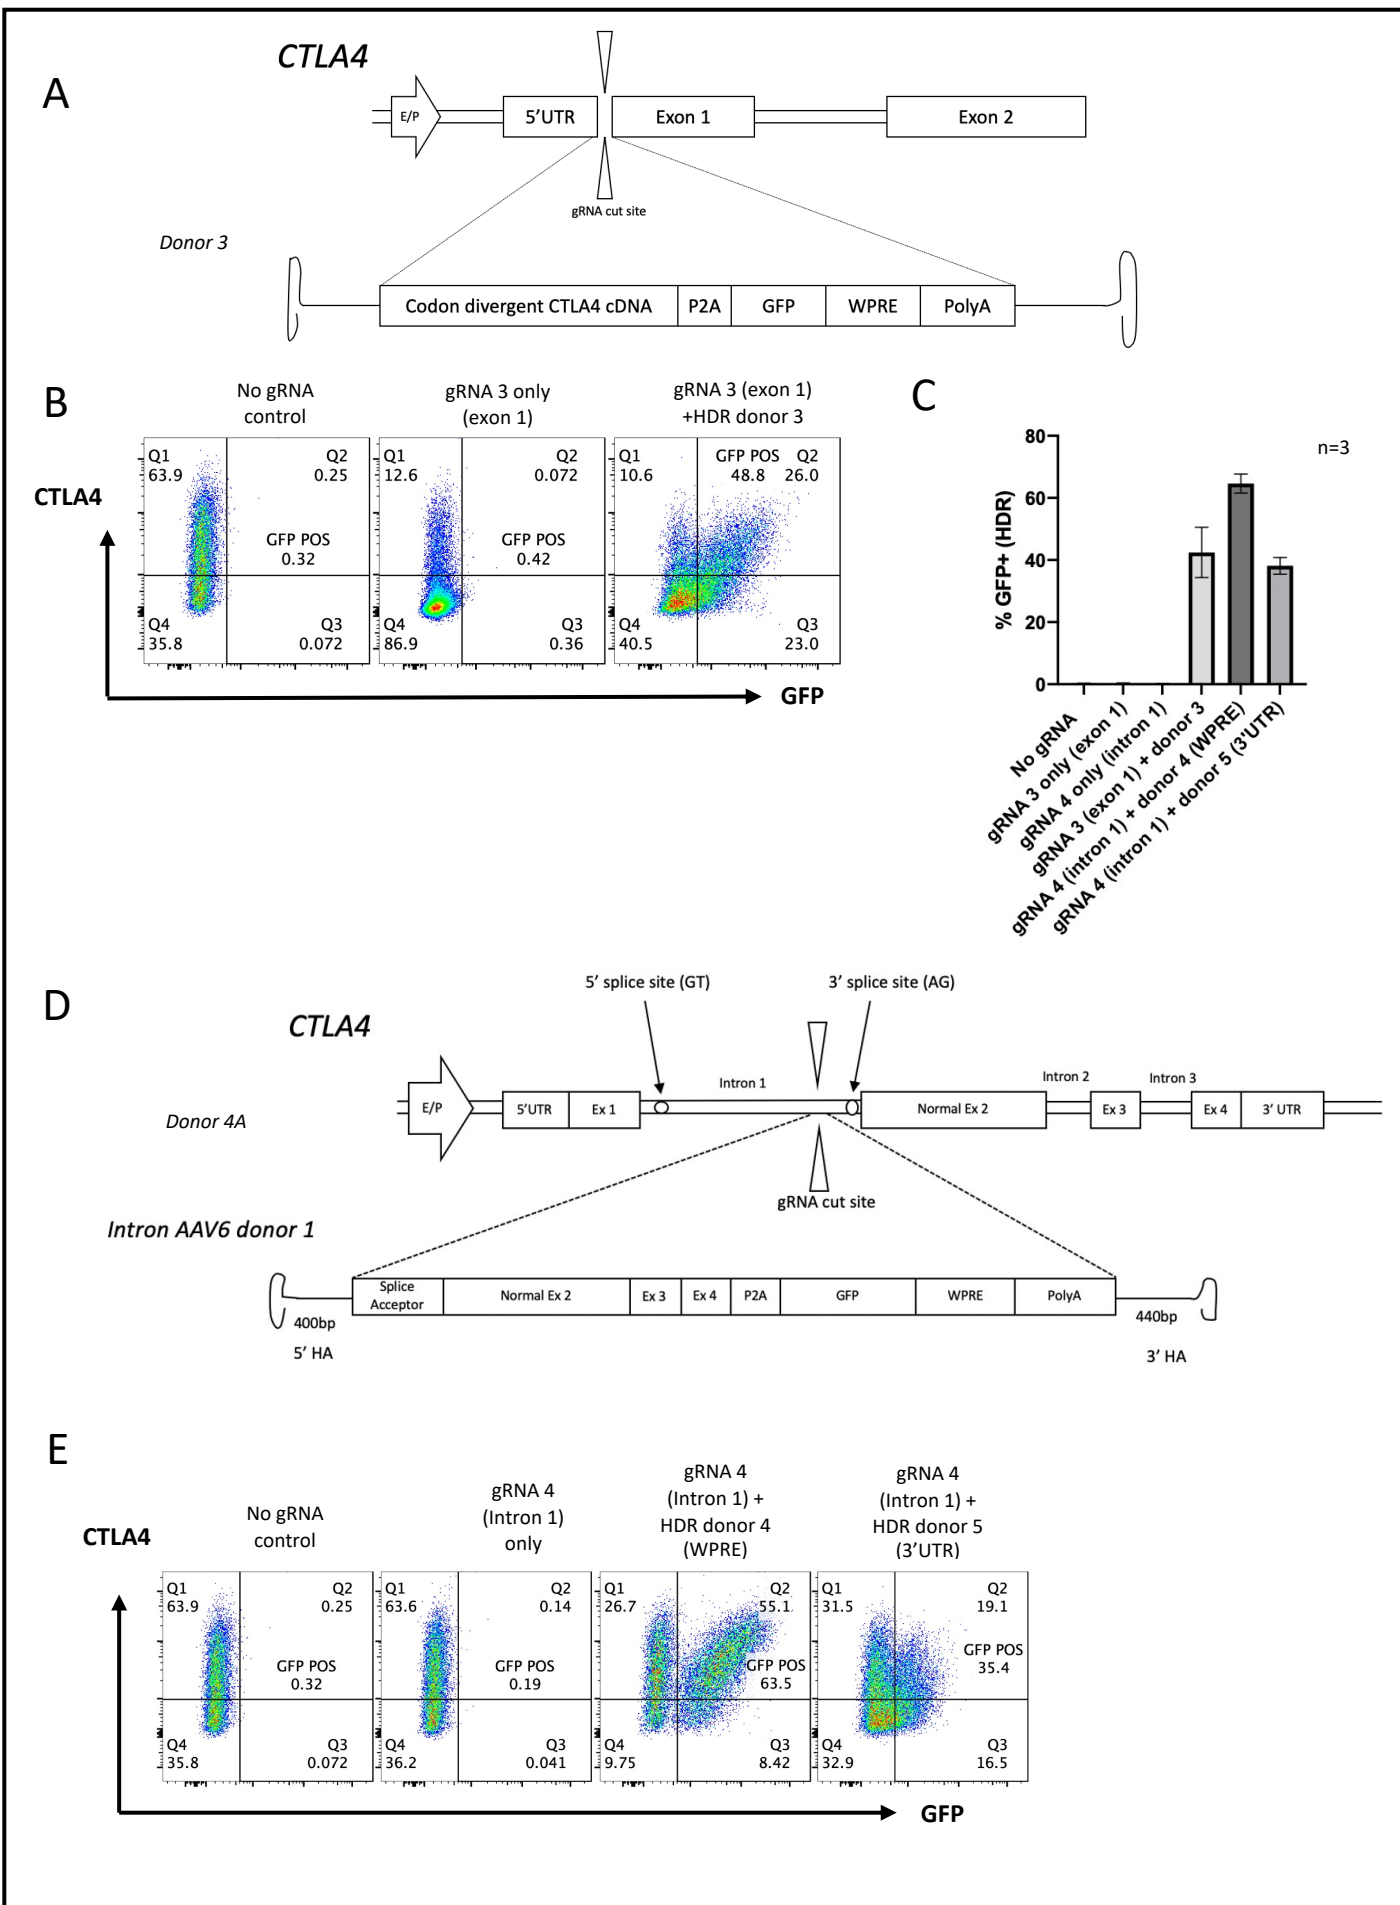 A
CTLA4
E/P
5'UTR
Exon 1
Exon 2
gRNA cut site
Donor 3
Codon divergent CTLA4 cDNA
P2A
GFP
WPRE
PolyA
B
No gRNA
control
gRNA 3 only
(exon 1)
gRNA 3 (exon 1)
+HDR donor 3
CTLA4
Q1
63.9
Q2
0.25
GFP POS
0.32
Q4
35.8
Q3
0.072
Q1
12.6
Q2
0.072
GFP POS
0.42
Q4
86.9
Q3
0.36
Q1
10.6
GFP POS
48.8
Q2
26.0
Q4
40.5
Q3
23.0
GFP
C
n=3
% GFP+ (HDR)
80
60
40
20
0
No gRNA
gRNA 3 only (exon 1)
gRNA 4 only (intron 1)
gRNA 3 (exon 1) + donor 3
gRNA 4 (intron 1) + donor 4 (WPRE)
gRNA 4 (intron 1) + donor 5 (3'UTR)
D
5' splice site (GT)
3' splice site (AG)
CTLA4
Intron 1
Intron 2
Intron 3
E/P
5'UTR
Ex 1
Normal Ex 2
Ex 3
Ex 4
3' UTR
Donor 4A
gRNA cut site
Intron AAV6 donor 1
Splice
Acceptor
Normal Ex 2
Ex 3
Ex 4
P2A
GFP
WPRE
PolyA
400bp
5' HA
440bp
3' HA
E
CTLA4
No gRNA
control
gRNA 4
(Intron 1)
only
gRNA 4
(Intron 1) +
HDR donor 4
(WPRE)
gRNA 4
(Intron 1) +
HDR donor 5
(3'UTR)
Q1
63.9
Q2
0.25
GFP POS
0.32
Q4
35.8
Q3
0.072
Q1
63.6
Q2
0.14
GFP POS
0.19
Q4
36.2
Q3
0.041
Q1
26.7
Q2
55.1
GFP POS
63.5
Q4
9.75
Q3
8.42
Q1
31.5
Q2
19.1
GFP POS
35.4
Q4
32.9
Q3
16.5
GFP